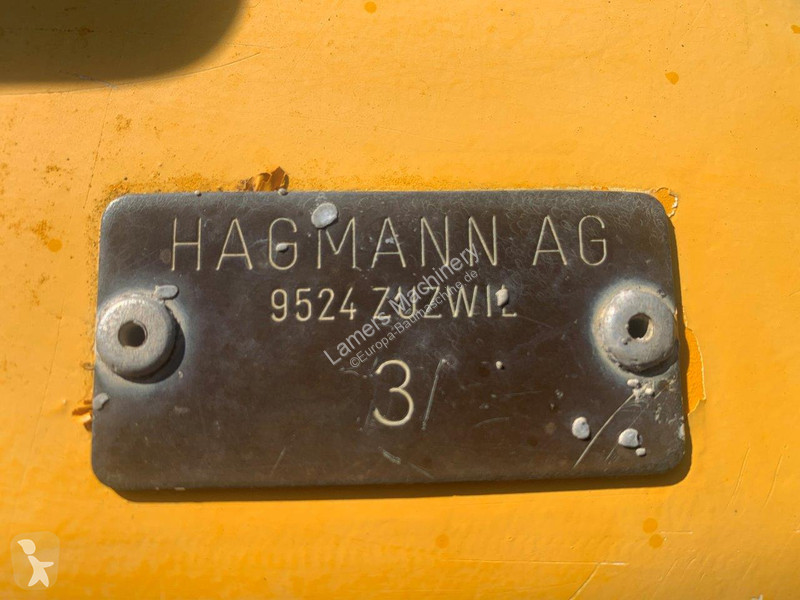 HAGMANN AG
9524 ZUZWIL
3
Lamers Machinery
©Europa-Baumaschine.de